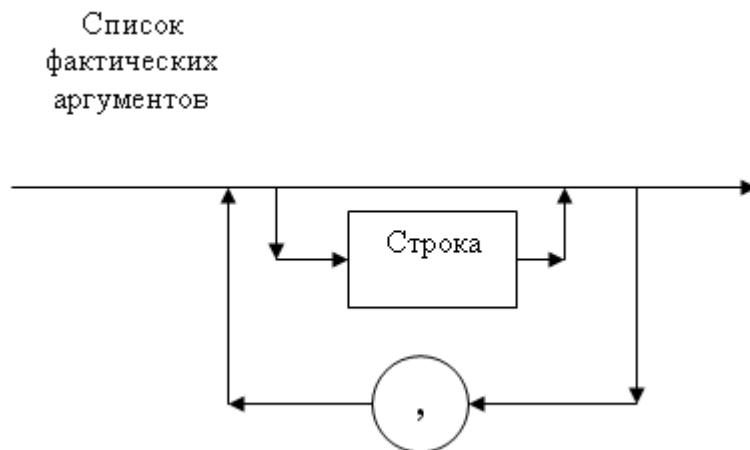 Список
фактических
аргументов
Строка
,